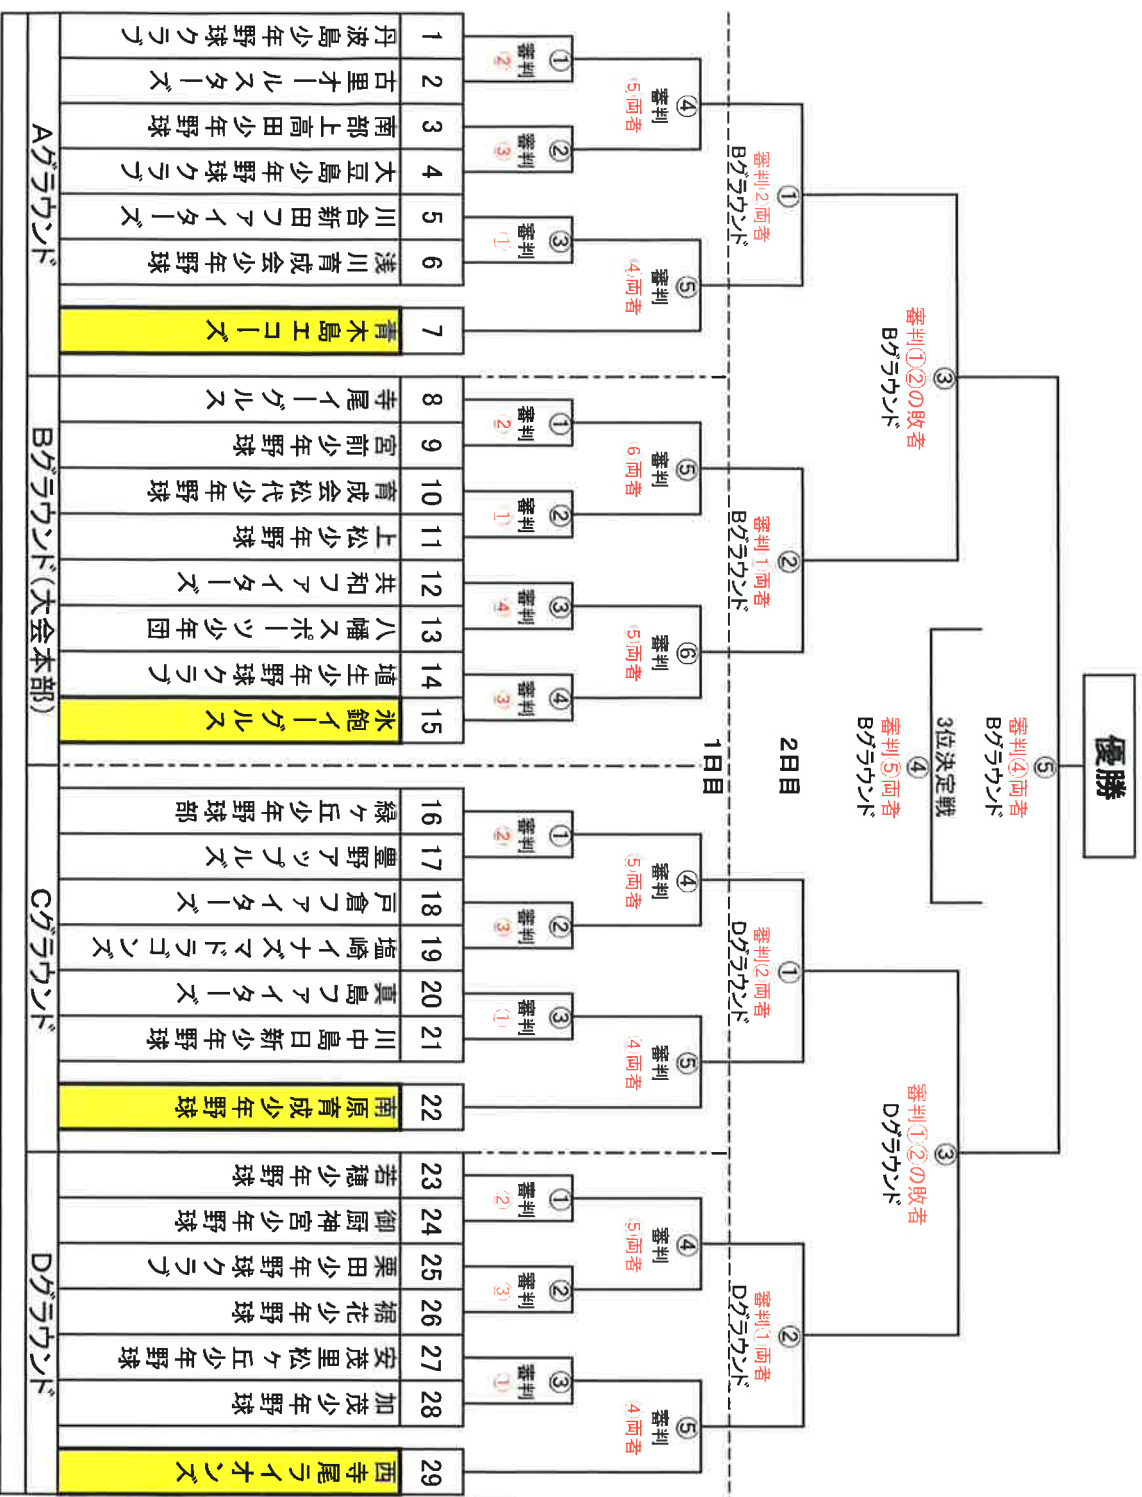 優勝
⑤
審判④両者
Bグラウンド
3位決定戦
④
審判⑤両者
Bグラウンド
③
審判①②の敗者
Bグラウンド
③
審判①②の敗者
Dグラウンド
2日目
①
審判②両者
Bグラウンド
②
審判①両者
Bグラウンド
①
審判②両者
Dグラウンド
②
審判①両者
Dグラウンド
1日目
④
審判
⑤両者
⑤
審判
④両者
⑤
審判
⑥両者
⑥
審判
⑤両者
④
審判
⑤両者
⑤
審判
④両者
④
審判
⑤両者
⑤
審判
④両者
①
審判
②
②
審判
③
③
審判
①
①
審判
②
②
審判
①
③
審判
④
④
審判
③
①
審判
②
②
審判
③
③
審判
①
①
審判
②
②
審判
③
③
審判
①
1 丹波島少年野球クラブ
2 古里オールスターズ
3 南部上高田少年野球
4 大豆島少年野球クラブ
5 川合新田ファイターズ
6 浅川育成会少年野球
7 青木島エコーズ
8 寺尾イーグルス
9 宮前少年野球
10 育成会松代少年野球
11 上松少年野球
12 共和ファイターズ
13 八幡スポーツ少年団
14 埴生少年野球クラブ
15 氷鉋イーグルス
16 緑ヶ丘少年野球部
17 豊野アップルズ
18 戸倉ファイターズ
19 塩崎イナズマドラゴンズ
20 真島ファイターズ
21 川中島日新少年野球
22 南原育成少年野球
23 若穂少年野球
24 御厨神宮少年野球
25 栗田少年野球クラブ
26 裾花少年野球
27 安茂里松ヶ丘少年野球
28 加茂少年野球
29 西寺尾ライオンズ
Aグラウンド
Bグラウンド(大会本部)
Cグラウンド
Dグラウンド